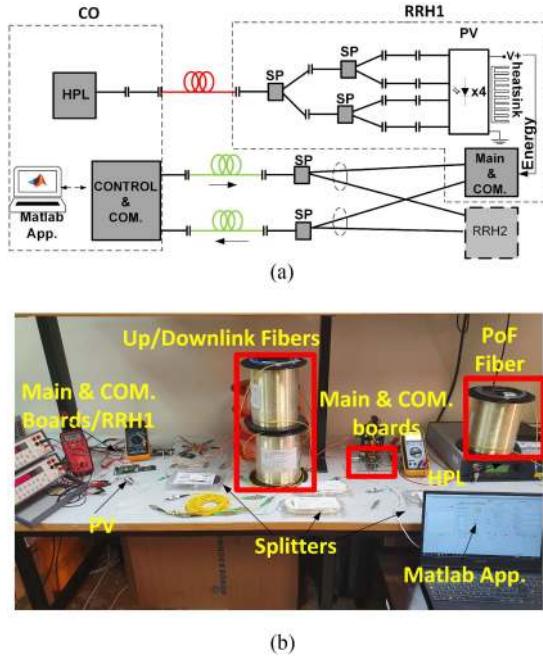 CO
RRH1
PV
SP
SP
HPL
SP
x4
V+
heatsink
Energy
Matlab
App.
CONTROL
&
COM.
SP
Main
&
COM.
SP
RRH2
(a)
Up/Downlink Fibers
PoF
Fiber
Main & COM.
Boards/RRH1
Main & COM.
boards
HPL
PV
Splitters
Matlab App.
(b)